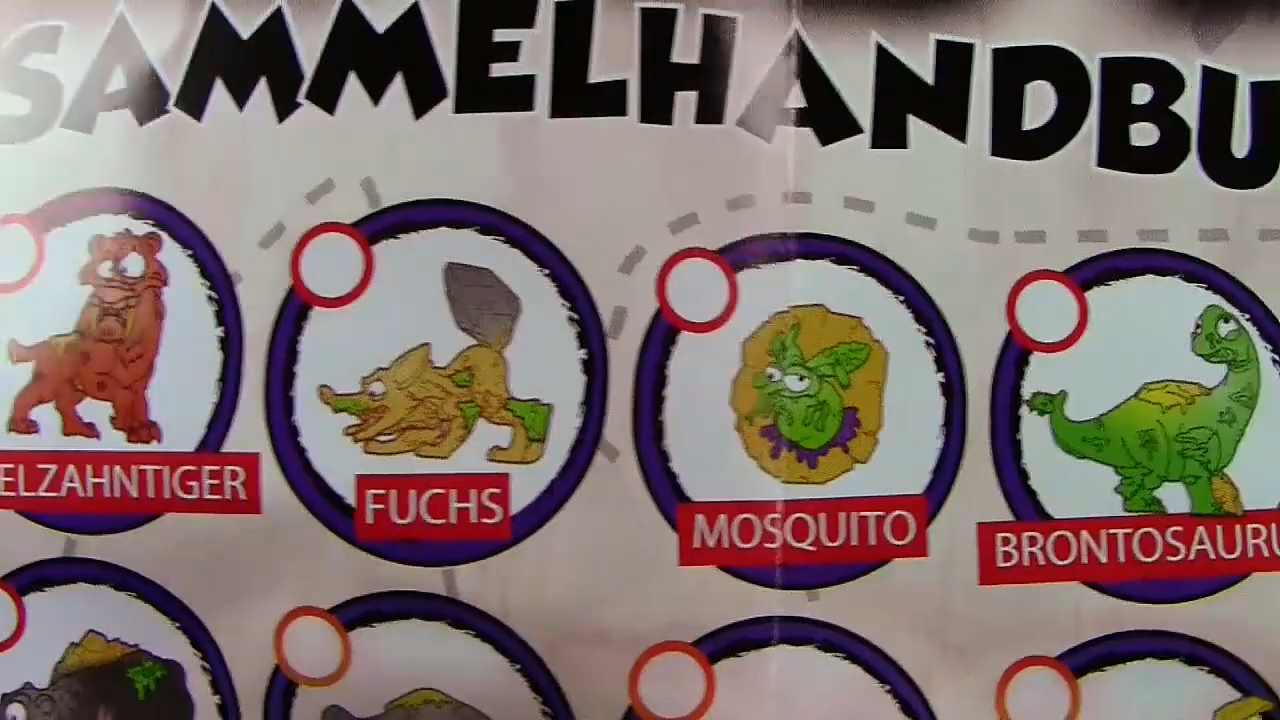 SAMMELHANDBU
ELZAHNTIGER
FUCHS
MOSQUITO
BRONTOSAURU